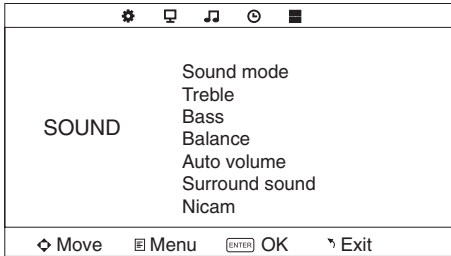 Sound mode
Treble
Bass
SOUND
Balance
Auto volume
Surround sound
Nicam
Move Menu ENTER OK Exit